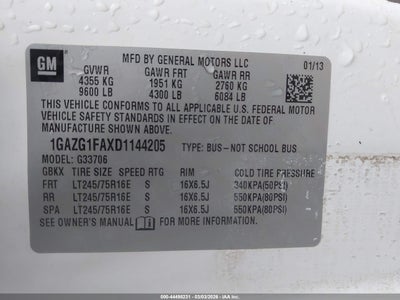 MFD BY GENERAL MOTORS LLC 01/13
GM
GVWR GAWR FRT GAWR RR
4355 KG 1951 KG 2760 KG
9600 LB 4300 LB 6084 LB
THIS VEHICLE CONFORMS TO ALL APPLICABLE U.S.
FEDERAL MOTOR VEHICLE SAFETY STANDARDS IN EFFECT ON THE DATE OF
MANUFACTURE SHOWN ABOVE.
1GAZG1FAXD1144205 TYPE: BUS-NOT SCHOOL BUS
MODEL: G33706
GBKX TIRE SIZE SPEED RTG RIM COLD TIRE PRESSURE
FRT LT245/75R16E S 16X6.5J 340KPA(50PSI)
RR LT245/75R16E S 16X6.5J 550KPA(80PSI)
SPA LT245/75R16E S 16X6.5J 550KPA(80PSI)
SEE OWNER'S MANUAL FOR MORE INFORMATION.